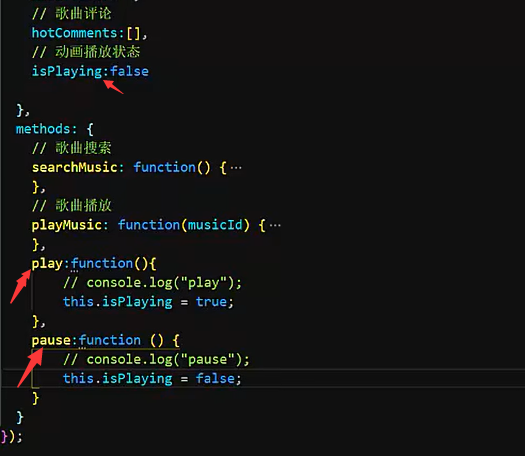 // 歌曲评论
hotComments:[],
// 动画播放状态
isPlaying:false
},
methods: {
// 歌曲搜索
searchMusic: function() {…
},
// 歌曲播放
playMusic: function(musicId) {…
},
play:function(){
// console.log("play");
this.isPlaying = true;
},
pause:function () {
// console.log("pause");
this.isPlaying = false;
}
}
});